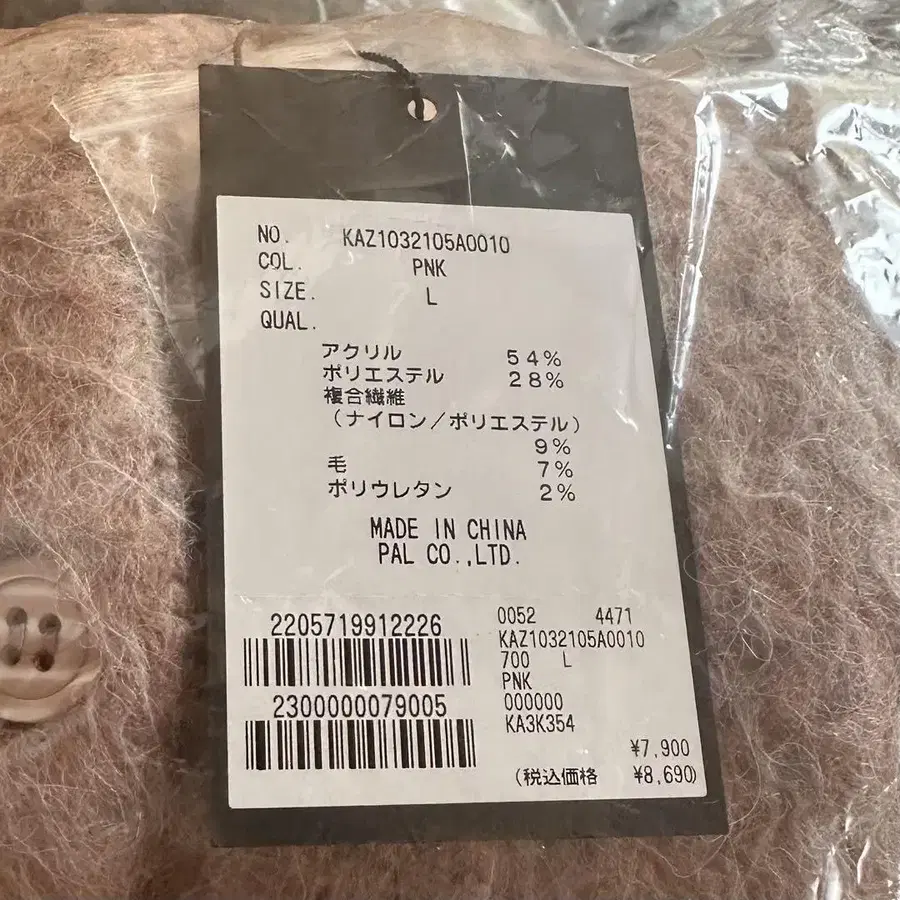 NO. KAZ1032105A0010
COL. PNK
SIZE. L
QUAL.
アクリル 54%
ポリエステル 28%
複合繊維
(ナイロン/ポリエステル)
9%
毛 7%
ポリウレタン 2%
MADE IN CHINA
PAL CO.,LTD.
2205719912226
2300000079005
0052 4471
KAZ1032105A0010
700 L
PNK
000000
KA3K354
¥7,900
(税込価格 ¥8,690)